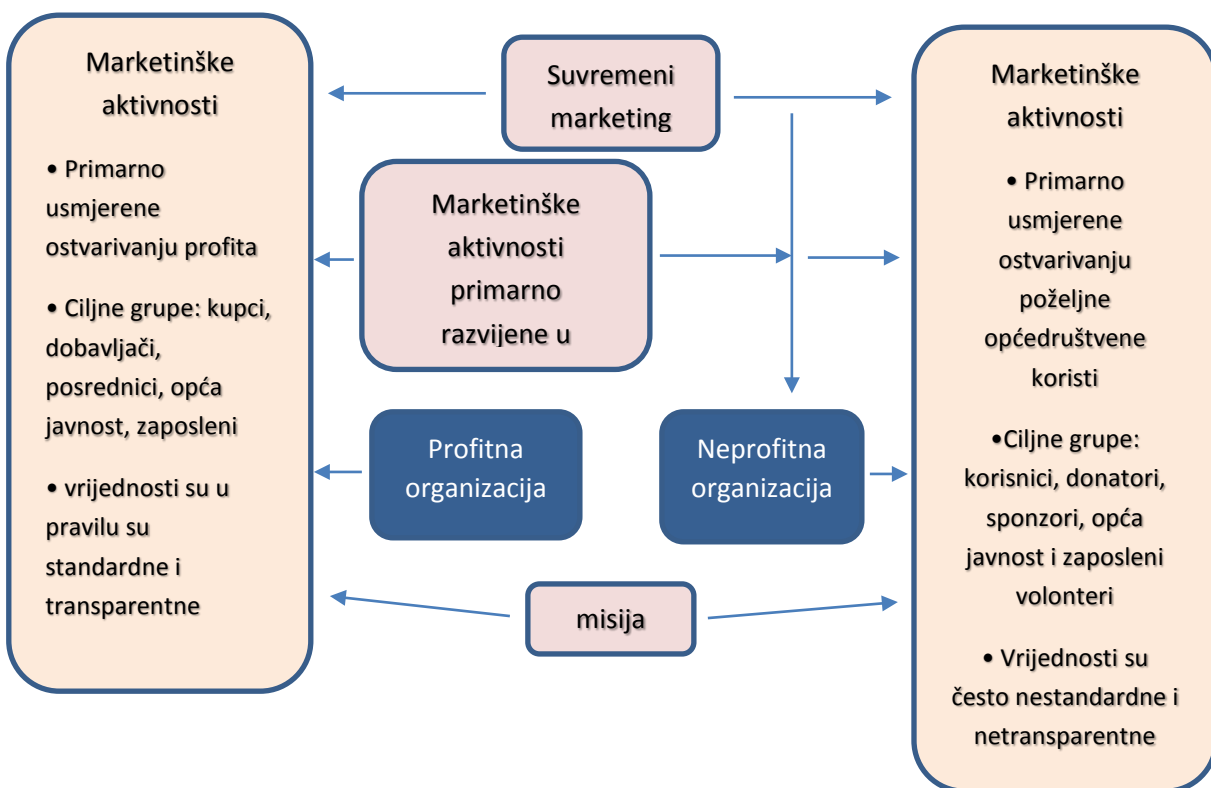 Marketinške
aktivnosti
• Primarno
usmjerene
ostvarivanju profita
• Ciljne grupe: kupci,
dobavljači,
posrednici, opća
javnost, zaposleni
• vrijednosti su u
pravilu su
standardne i
transparentne
Suvremeni
marketing
Marketinške
aktivnosti
primarno
razvijene u
Profitna
organizacija
Neprofitna
organizacija
misija
Marketinške
aktivnosti
• Primarno
usmjerene
ostvarivanju
poželjne
općedruštvene
koristi
•Ciljne grupe:
korisnici, donatori,
sponzori, opća
javnost i zaposleni
volonteri
• Vrijednosti su
često nestandardne i
netransparentne